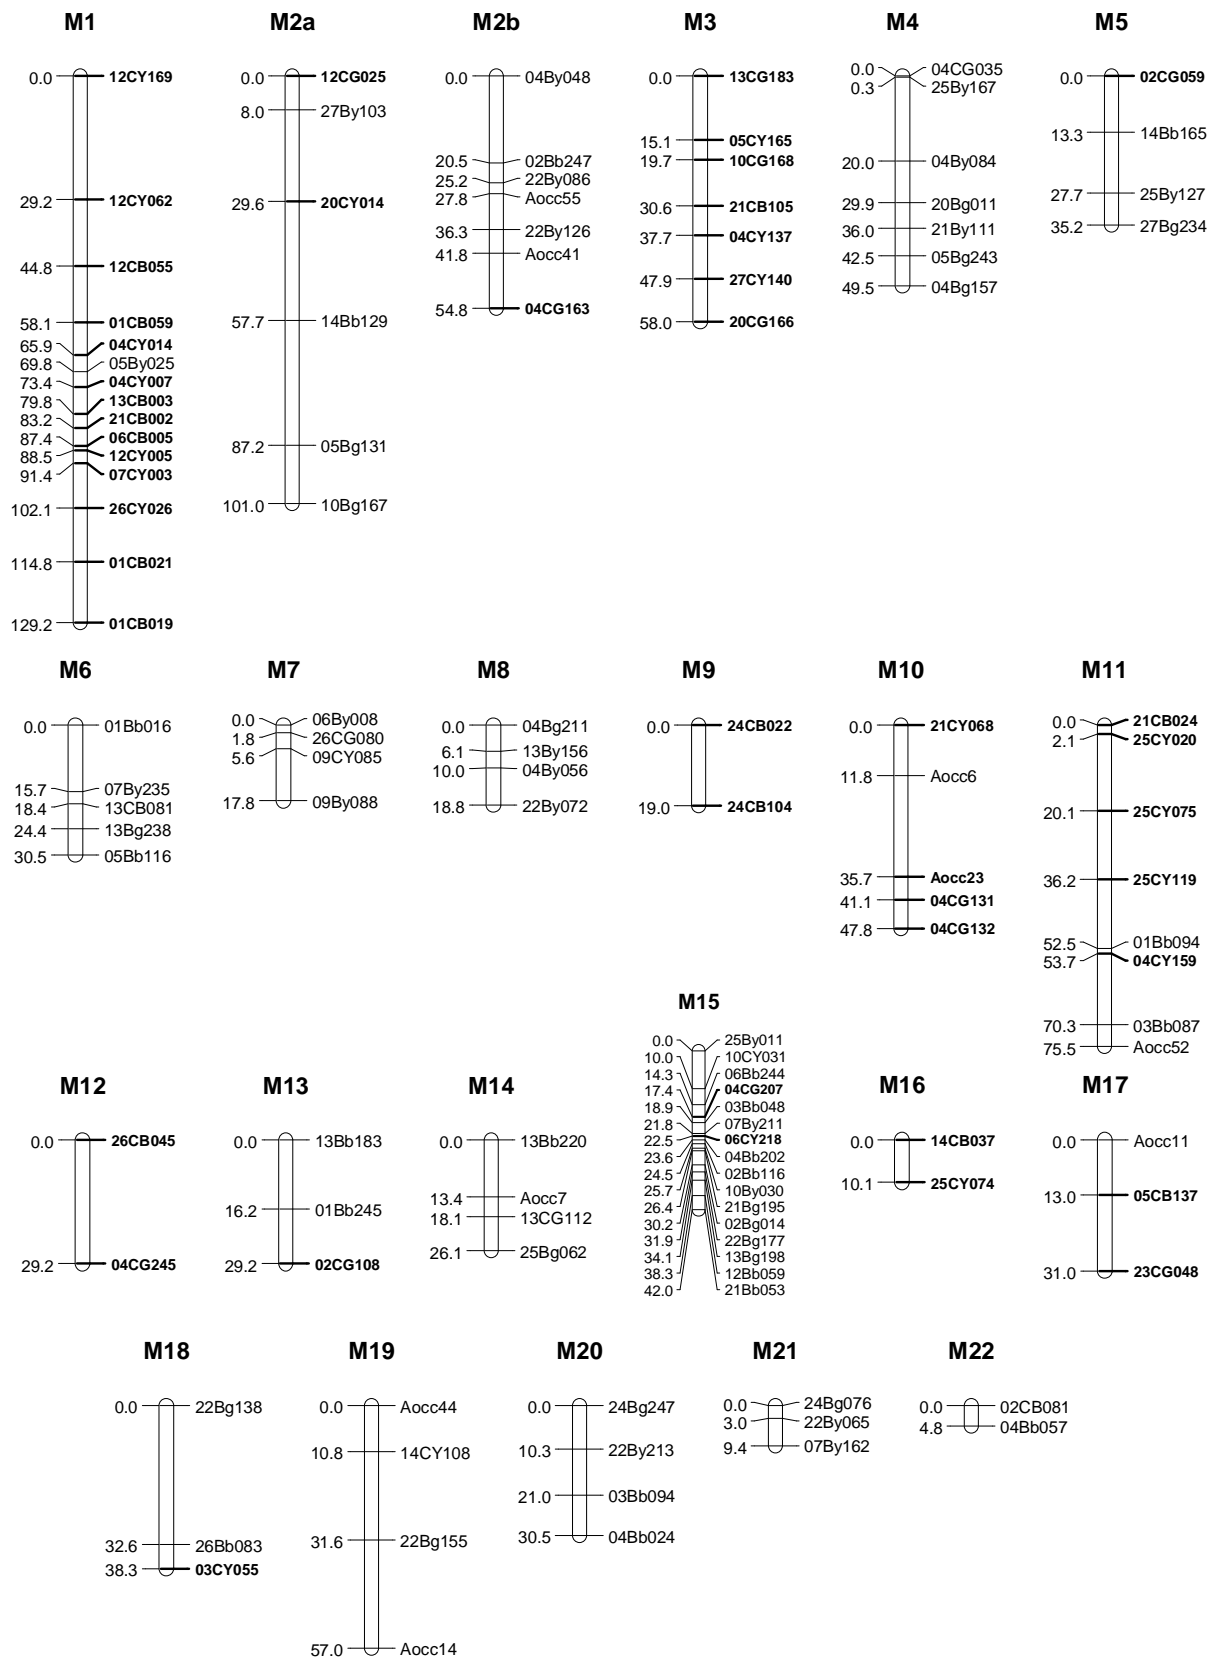 M1
0.0 12CY169
29.2 12CY062
44.8 12CB055
58.1 01CB059
65.9 04CY014
69.8 05By025
73.4 04CY007
79.8 13CB003
83.2 21CB002
87.4 06CB005
88.5 12CY005
91.4 07CY003
102.1 26CY026
114.8 01CB021
129.2 01CB019
M2a
0.0 12CG025
8.0 27By103
29.6 20CY014
57.7 14Bb129
87.2 05Bg131
101.0 10Bg167
M2b
0.0 04By048
20.5 02Bb247
25.2 22By086
27.8 Aocc55
36.3 22By126
41.8 Aocc41
54.8 04CG163
M3
0.0 13CG183
15.1 05CY165
19.7 10CG168
30.6 21CB105
37.7 04CY137
47.9 27CY140
58.0 20CG166
M4
0.0 04CG035
0.3 25By167
20.0 04By084
29.9 20Bg011
36.0 21By111
42.5 05Bg243
49.5 04Bg157
M5
0.0 02CG059
13.3 14Bb165
27.7 25By127
35.2 27Bg234
M6
0.0 01Bb016
15.7 07By235
18.4 13CB081
24.4 13Bg238
30.5 05Bb116
M7
0.0 06By008
1.8 26CG080
5.6 09CY085
17.8 09By088
M8
0.0 04Bg211
6.1 13By156
10.0 04By056
18.8 22By072
M9
0.0 24CB022
19.0 24CB104
M10
0.0 21CY068
11.8 Aocc6
35.7 Aocc23
41.1 04CG131
47.8 04CG132
M11
0.0 21CB024
2.1 25CY020
20.1 25CY075
36.2 25CY119
52.5 01Bb094
53.7 04CY159
70.3 03Bb087
75.5 Aocc52
M12
0.0 26CB045
29.2 04CG245
M13
0.0 13Bb183
16.2 01Bb245
29.2 02CG108
M14
0.0 13Bb220
13.4 Aocc7
18.1 13CG112
26.1 25Bg062
M15
0.0 25By011
10.0 10CY031
14.3 06Bb244
17.4 04CG207
18.9 03Bb048
21.8 07By211
22.5 06CY218
23.6 04Bb202
24.5 02Bb116
25.7 10By030
26.4 21Bg195
30.2 02Bg014
31.9 22Bg177
34.1 13Bg198
38.3 12Bb059
42.0 21Bb053
M16
0.0 14CB037
10.1 25CY074
M17
0.0 Aocc11
13.0 05CB137
31.0 23CG048
M18
0.0 22Bg138
32.6 26Bb083
38.3 03CY055
M19
0.0 Aocc44
10.8 14CY108
31.6 22Bg155
57.0 Aocc14
M20
0.0 24Bg247
10.3 22By213
21.0 03Bb094
30.5 04Bb024
M21
0.0 24Bg076
3.0 22By065
9.4 07By162
M22
0.0 02CB081
4.8 04Bb057